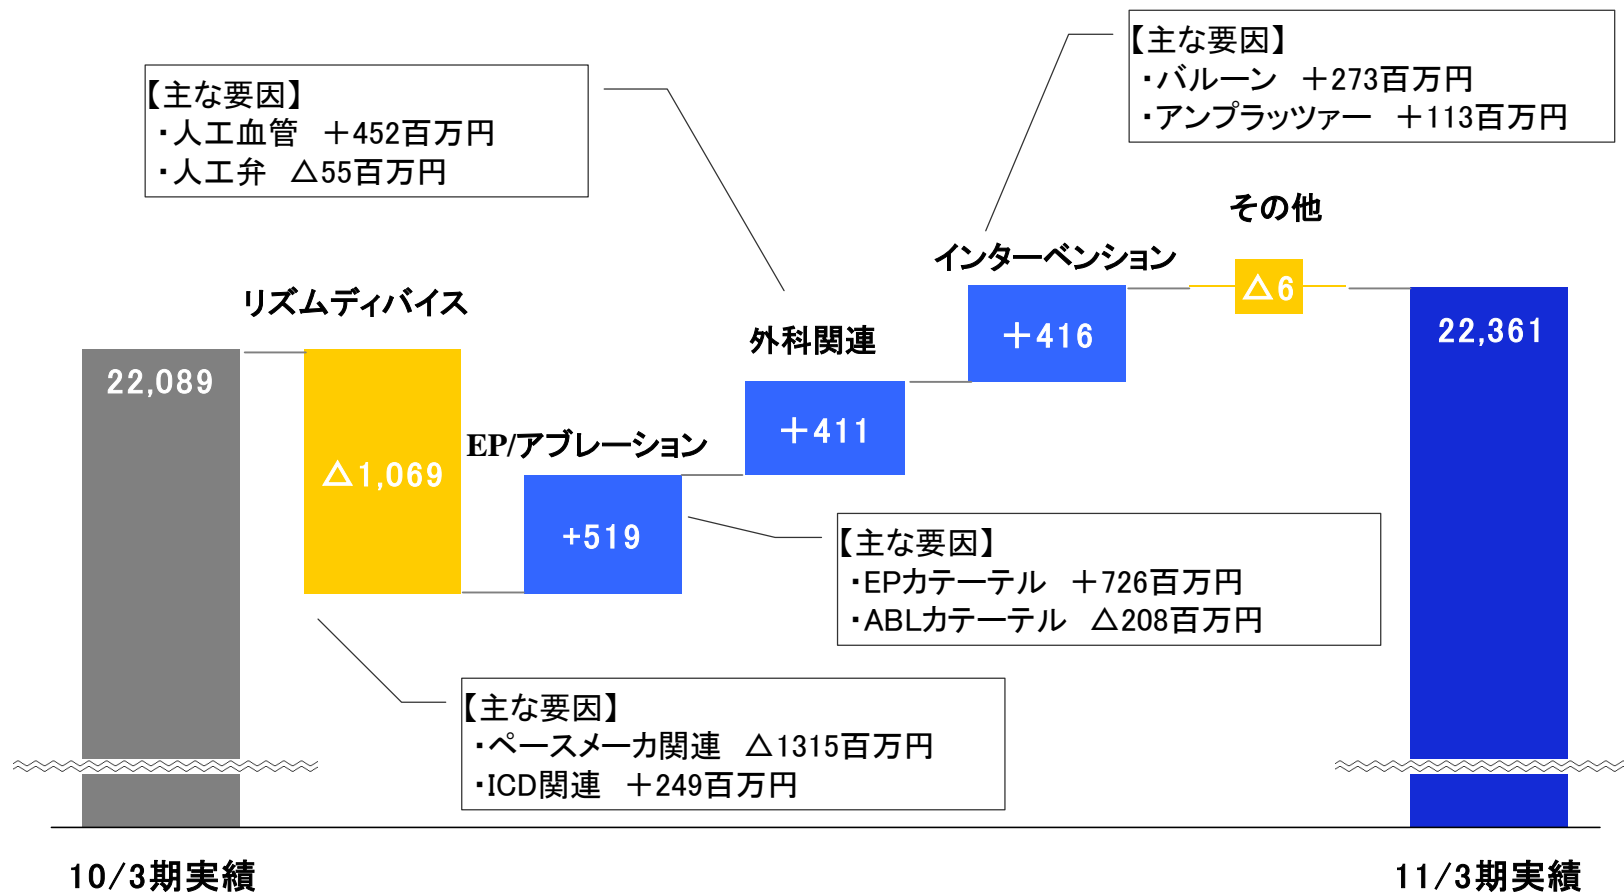 【主な要因】
・バルーン　＋273百万円
・アンプラッツァー　＋113百万円
【主な要因】
・人工血管　＋452百万円
・人工弁　△55百万円
その他
インターベンション
△6
リズムディバイス
外科関連
＋416
22,361
22,089
EP/アブレーション
＋411
△1,069
+519
【主な要因】
・EPカテーテル　＋726百万円
・ABLカテーテル　△208百万円
【主な要因】
・ペースメーカ関連　△1315百万円
・ICD関連　＋249百万円
10/3期実績
11/3期実績